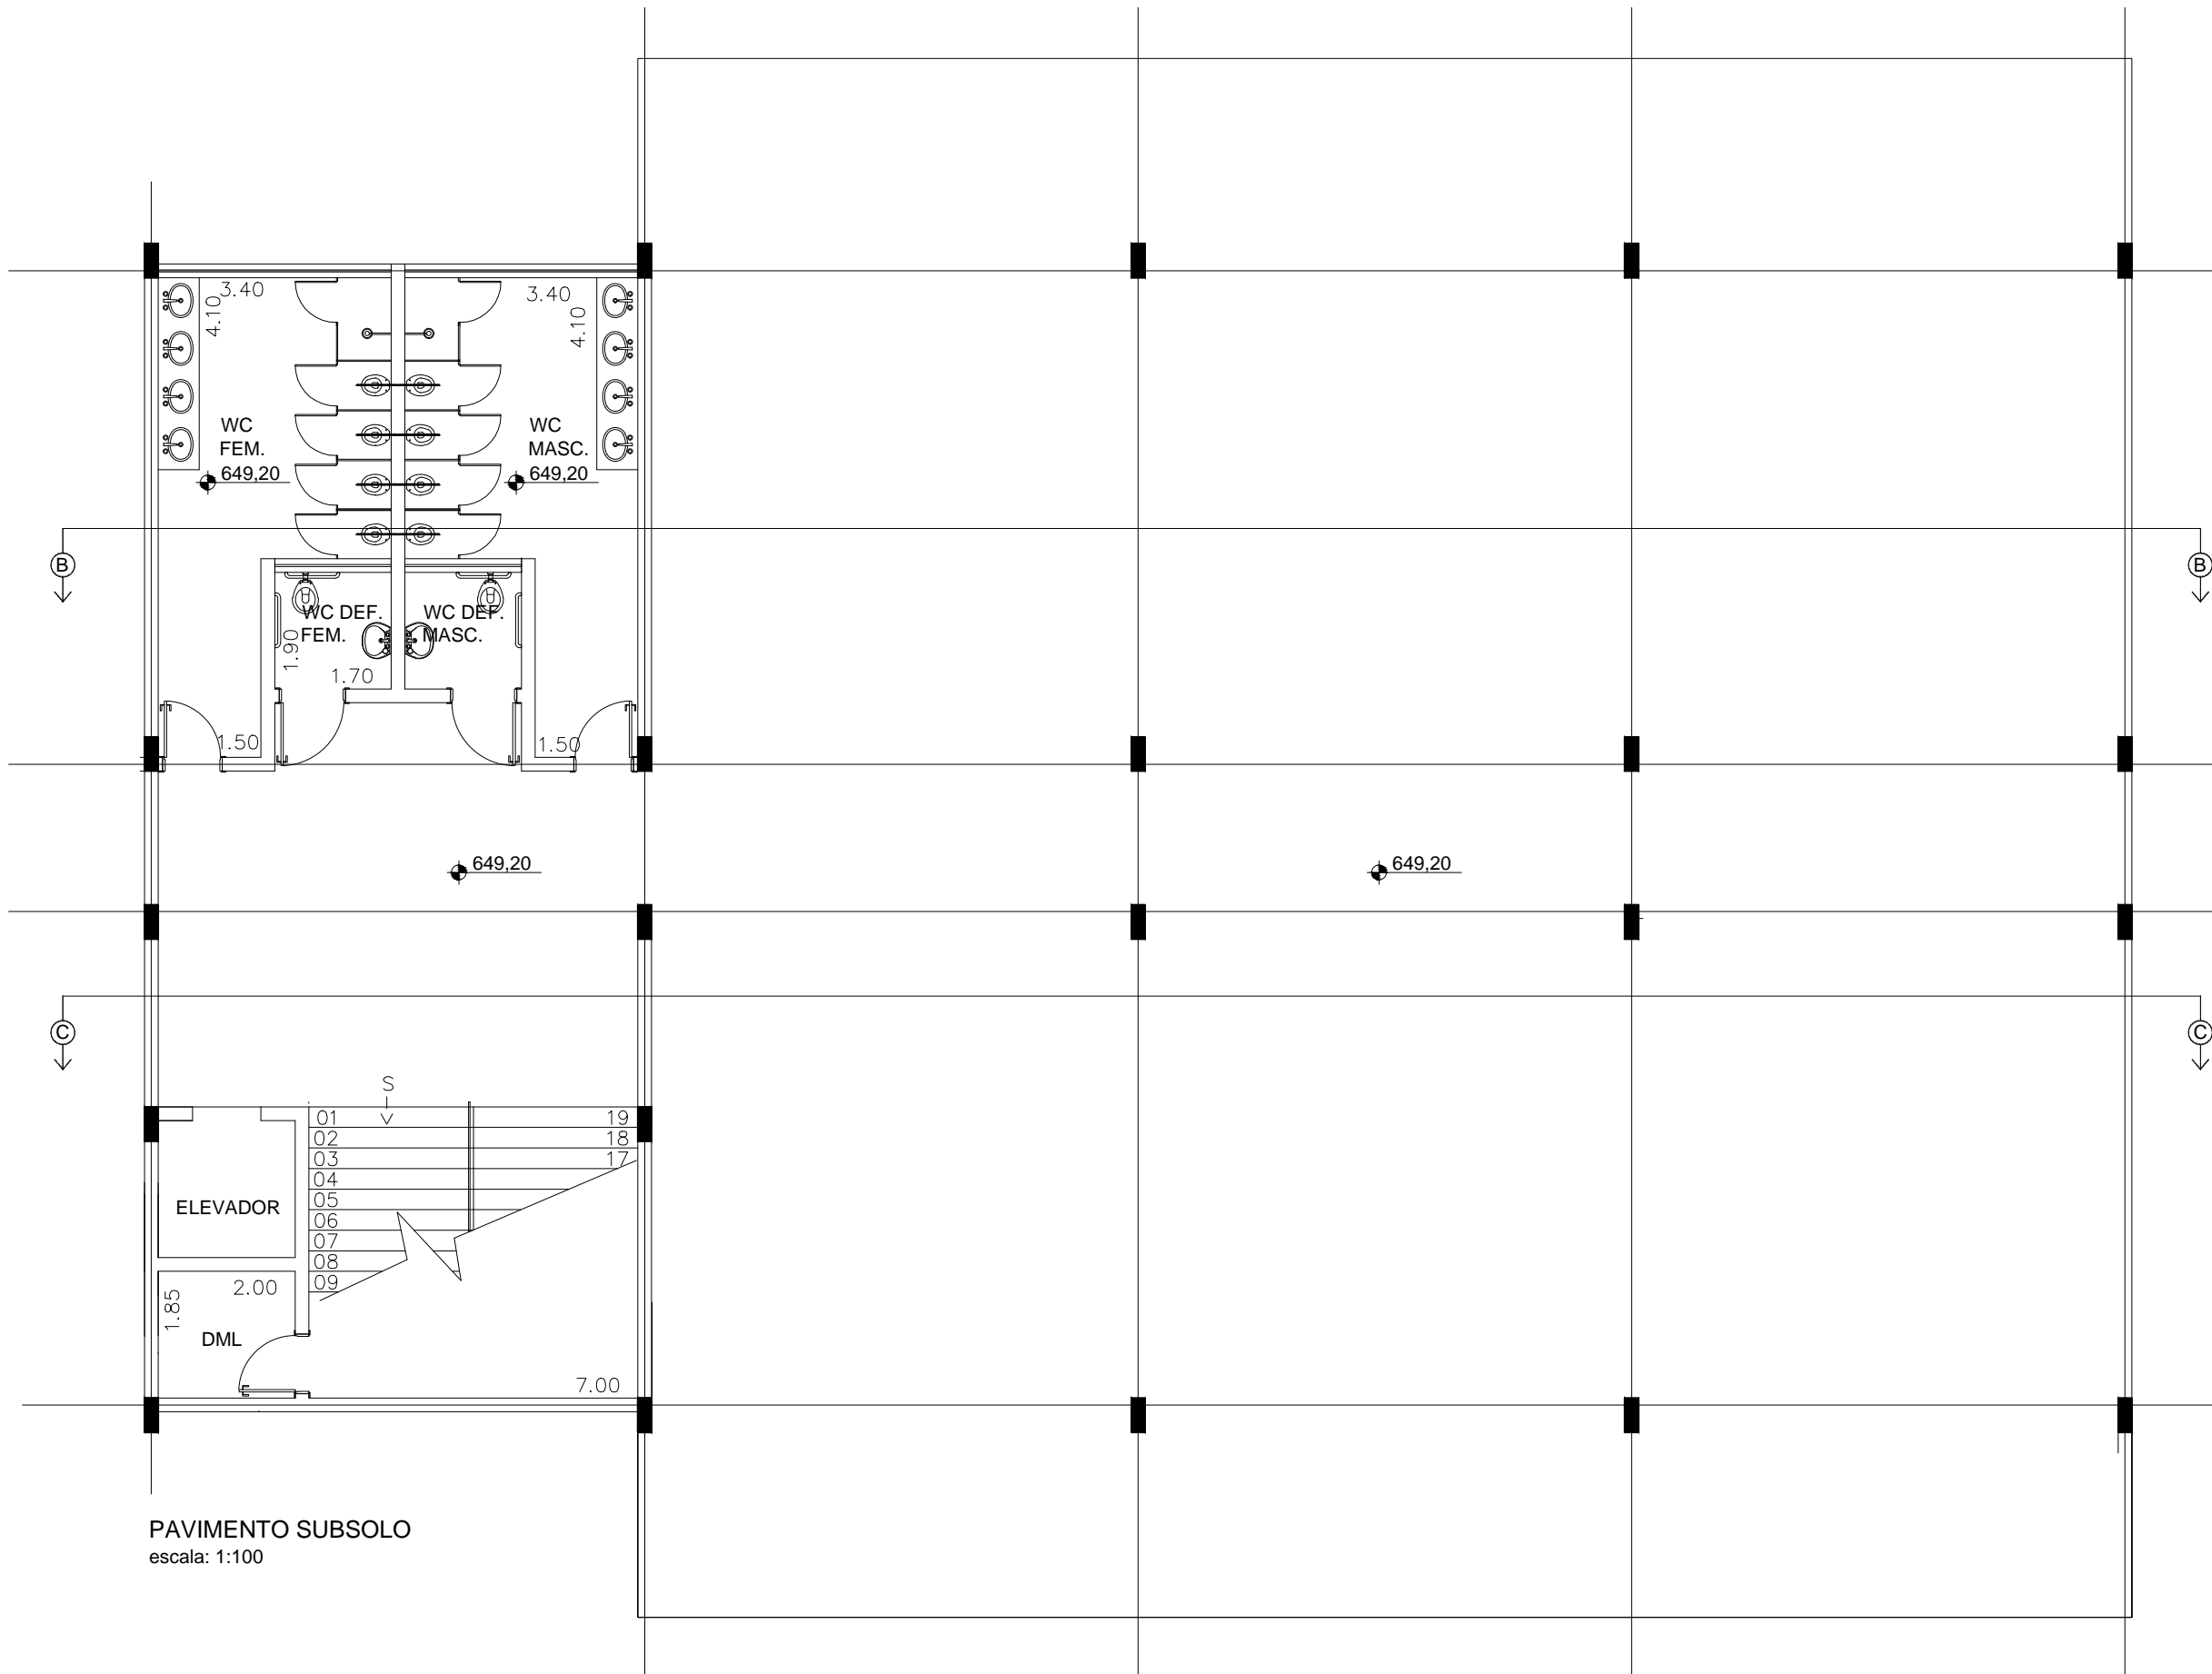 3.40
4.10
3.40
4.10
WC
FEM.
649,20
WC
MASC.
649,20
B
B
WC DEF.
FEM.
WC DEF.
MASC.
1.90
1.70
1.50
1.50
649,20
649,20
C
C
S
01
02
03
04
05
06
07
08
09
19
18
17
ELEVADOR
2.00
1.85
DML
7.00
PAVIMENTO SUBSOLO
escala: 1:100